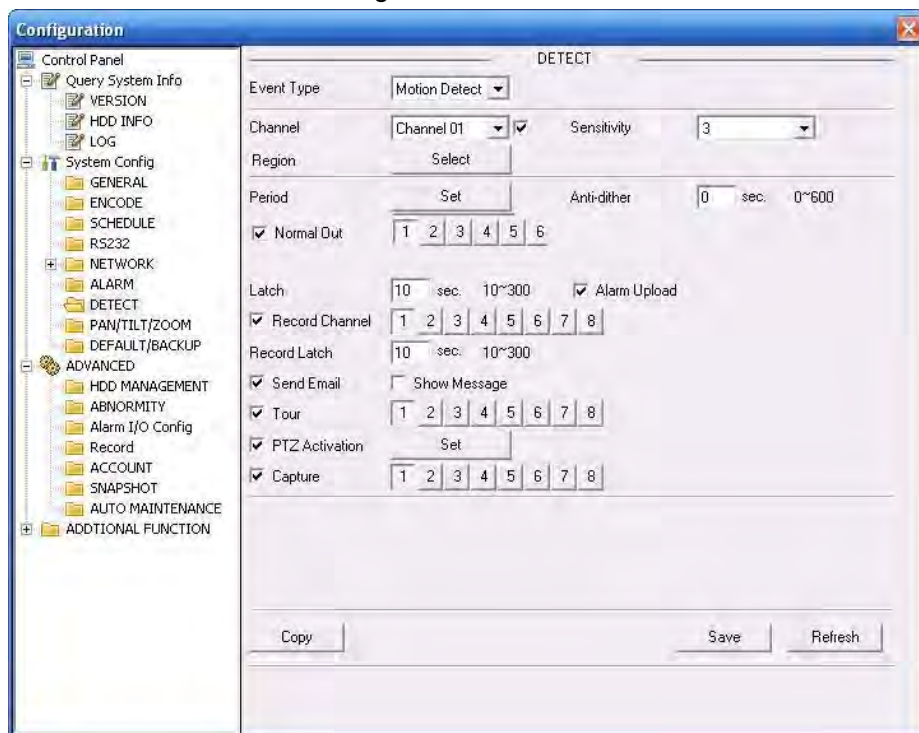 Configuration
Control Panel
Query System Info
VERSION
HDD INFO
LOG
System Config
GENERAL
ENCODE
SCHEDULE
RS232
NETWORK
ALARM
DETECT
PAN/TILT/ZOOM
DEFAULT/BACKUP
ADVANCED
HDD MANAGEMENT
ABNORMITY
Alarm I/O Config
Record
ACCOUNT
SNAPSHOT
AUTO MAINTENANCE
ADDTIONAL FUNCTION
DETECT
Event Type Motion Detect
Channel Channel 01 Sensitivity 3
Region Select
Period Set Anti-dither 0 sec. 0~600
Normal Out 1 2 3 4 5 6
Latch 10 sec. 10~300 Alarm Upload
Record Channel 1 2 3 4 5 6 7 8
Record Latch 10 sec. 10~300
Send Email Show Message
Tour 1 2 3 4 5 6 7 8
PTZ Activation Set
Capture 1 2 3 4 5 6 7 8
Copy Save Refresh